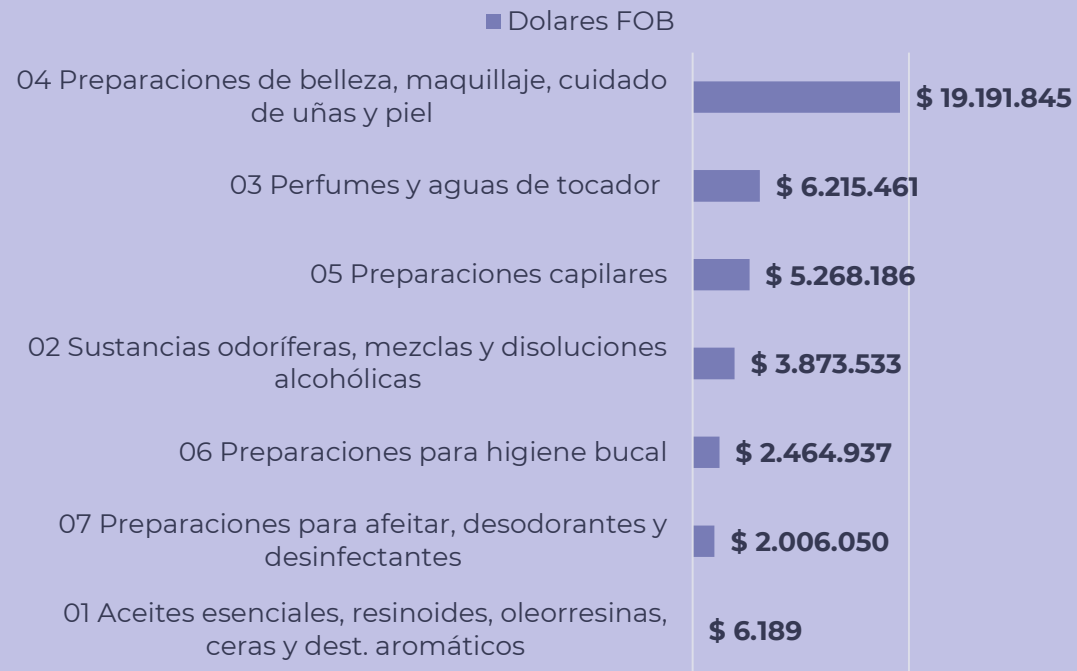 Dolares FOB
04 Preparaciones de belleza, maquillaje, cuidado
de uñas y piel
$ 19.191.845
03 Perfumes y aguas de tocador
$ 6.215.461
05 Preparaciones capilares
$ 5.268.186
02 Sustancias odoríferas, mezclas y disoluciones
alcohólicas
$ 3.873.533
06 Preparaciones para higiene bucal
$ 2.464.937
07 Preparaciones para afeitar, desodorantes y
desinfectantes
$ 2.006.050
01 Aceites esenciales, resinoides, oleorresinas,
ceras y dest. aromáticos
$ 6.189